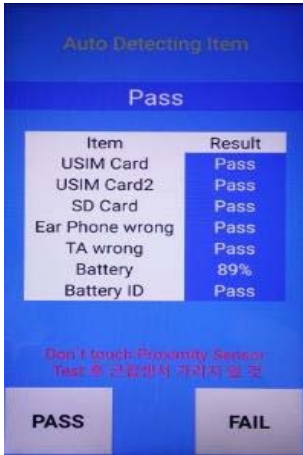 Auto Detecting Item
Pass
Item Result
USIM Card Pass
USIM Card2 Pass
SD Card Pass
Ear Phone wrong Pass
TA wrong Pass
Battery 89%
Battery ID Pass
Don't touch Proximity Sensor
Test 중 근접센서 가리지 말 것
PASS FAIL